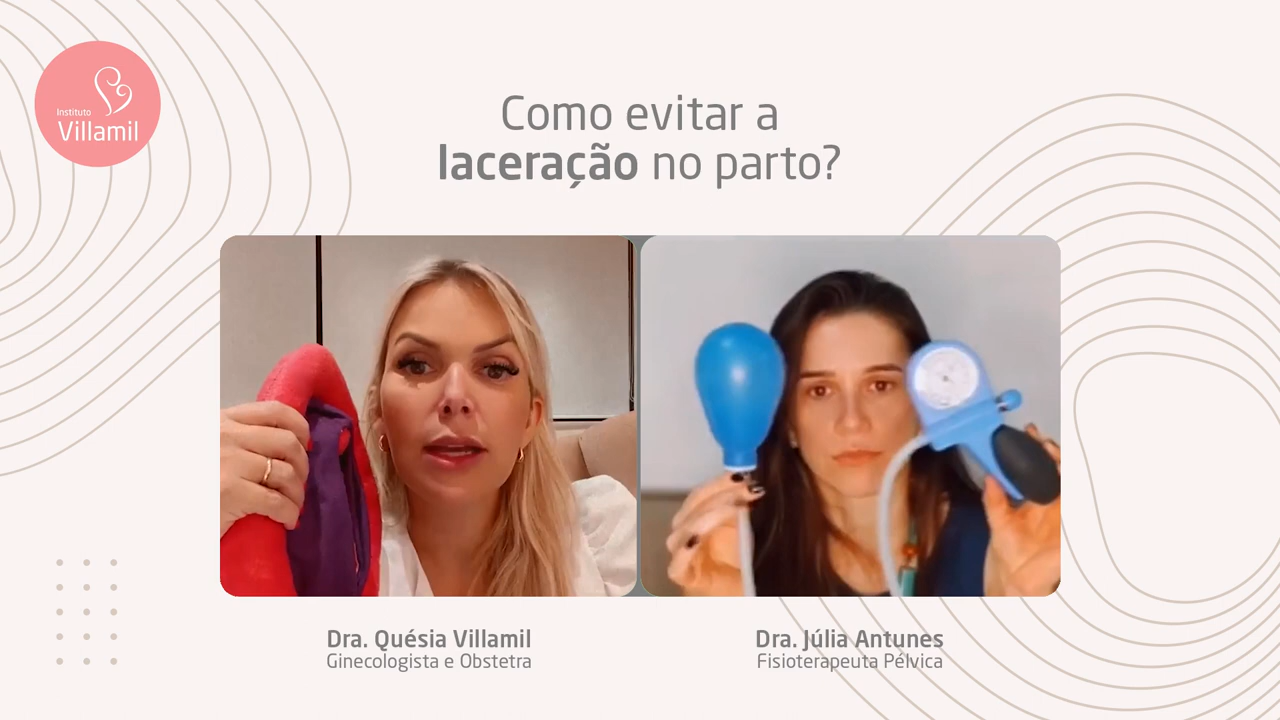 Instituto
Villamil
Como evitar a
laceração no parto?
Dra. Quésia Villamil
Ginecologista e Obstetra
Dra. Júlia Antunes
Fisioterapeuta Pélvica